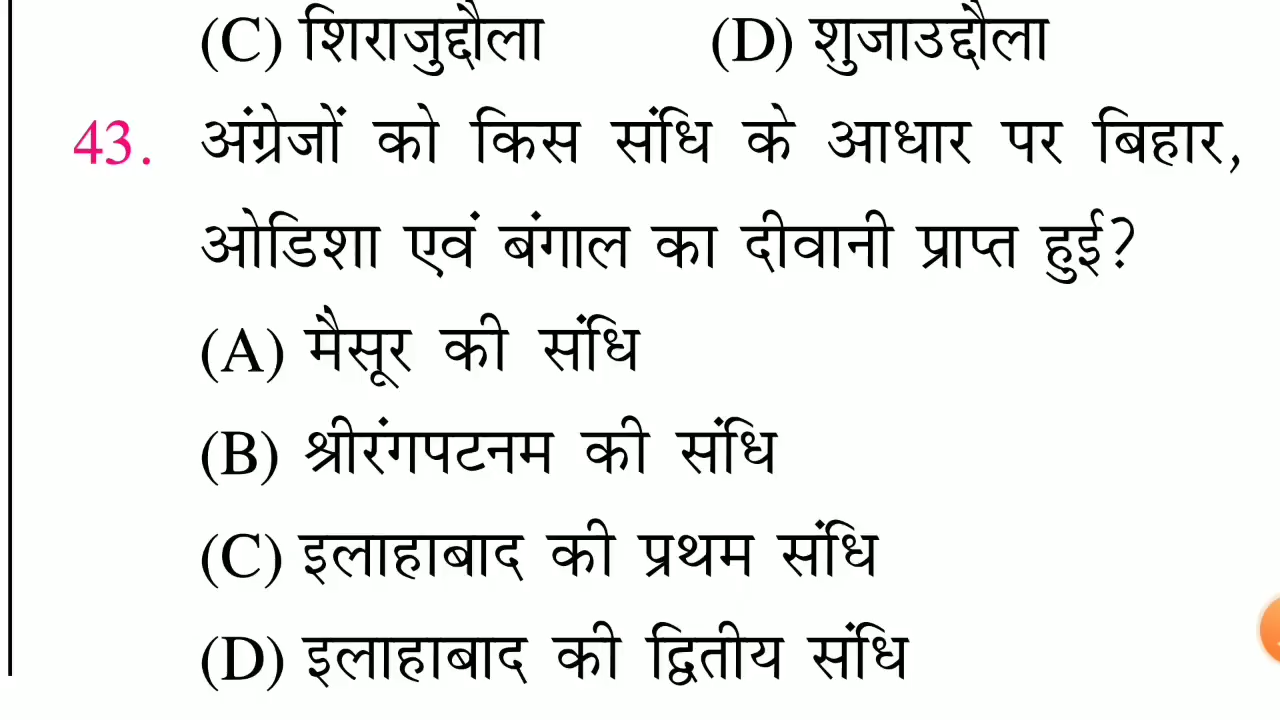 (C) शिराजुद्दौला (D) शुजाउद्दौला
43. अंग्रेजों को किस संधि के आधार पर बिहार,
ओडिशा एवं बंगाल का दीवानी प्राप्त हुई?
(A) मैसूर की संधि
(B) श्रीरंगपटनम की संधि
(C) इलाहाबाद की प्रथम संधि
(D) इलाहाबाद की द्वितीय संधि